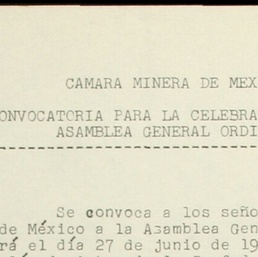 CAMARA MINERA DE MEX
ONVOCATORIA PARA LA CELEBRA
ASAMBLEA GENERAL ORDI
Se convoca a los seño
de México a la Asamblea Gen
rá el día 27 de junio de 19